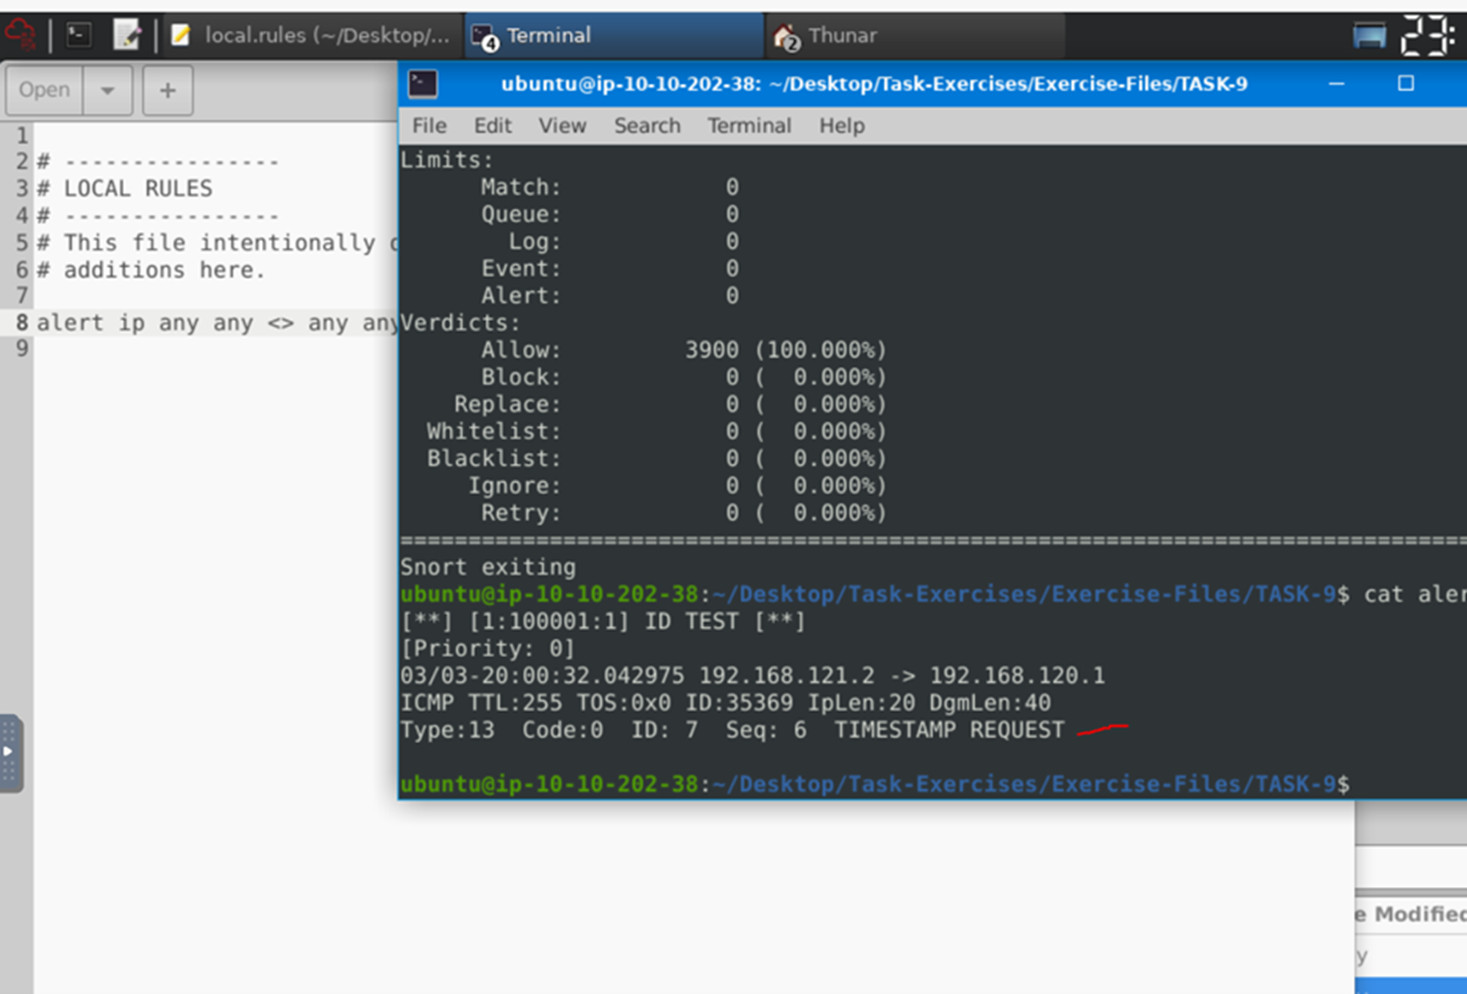 local.rules (~/Desktop/...
4 Terminal
2 Thunar
23:
Open
+
1
2 # ----------------
3 # LOCAL RULES
4 # ----------------
5 # This file intentionally
6 # additions here.
7
8 alert ip any any <> any any
9
ubuntu@ip-10-10-202-38: ~/Desktop/Task-Exercises/Exercise-Files/TASK-9
File Edit View Search Terminal Help
Limits:
Match: 0
Queue: 0
Log: 0
Event: 0
Alert: 0
Verdicts:
Allow: 3900 (100.000%)
Block: 0 ( 0.000%)
Replace: 0 ( 0.000%)
Whitelist: 0 ( 0.000%)
Blacklist: 0 ( 0.000%)
Ignore: 0 ( 0.000%)
Retry: 0 ( 0.000%)
===============================================================================
Snort exiting
ubuntu@ip-10-10-202-38:~/Desktop/Task-Exercises/Exercise-Files/TASK-9$ cat aler
[**] [1:100001:1] ID TEST [**]
[Priority: 0]
03/03-20:00:32.042975 192.168.121.2 -> 192.168.120.1
ICMP TTL:255 TOS:0x0 ID:35369 IpLen:20 DgmLen:40
Type:13 Code:0 ID: 7 Seq: 6 TIMESTAMP REQUEST
ubuntu@ip-10-10-202-38:~/Desktop/Task-Exercises/Exercise-Files/TASK-9$
e Modified
y